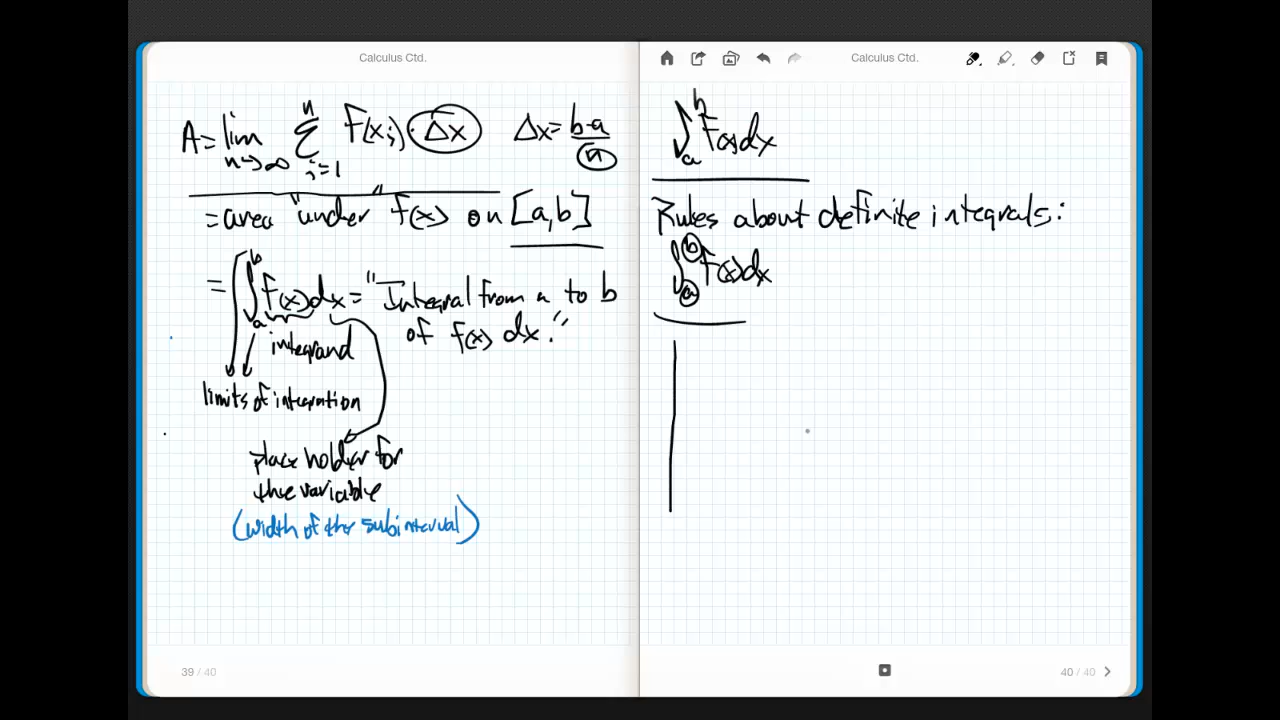 Calculus Ctd.
A = lim n→∞ n Σ i=1 f(xᵢ)·Δx Δx = b-a / n
= area "under" f(x) on [a,b]
= ∫ₐᵇ f(x)dx = "Integral from a to b
of f(x) dx."
integrand
limits of integration
place holder for
the variable
(width of the subinterval)
39 / 40
Calculus Ctd.
∫ₐᵇ f(x)dx
Rules about definite integrals:
∫ₐᵇ f(x)dx
40 / 40